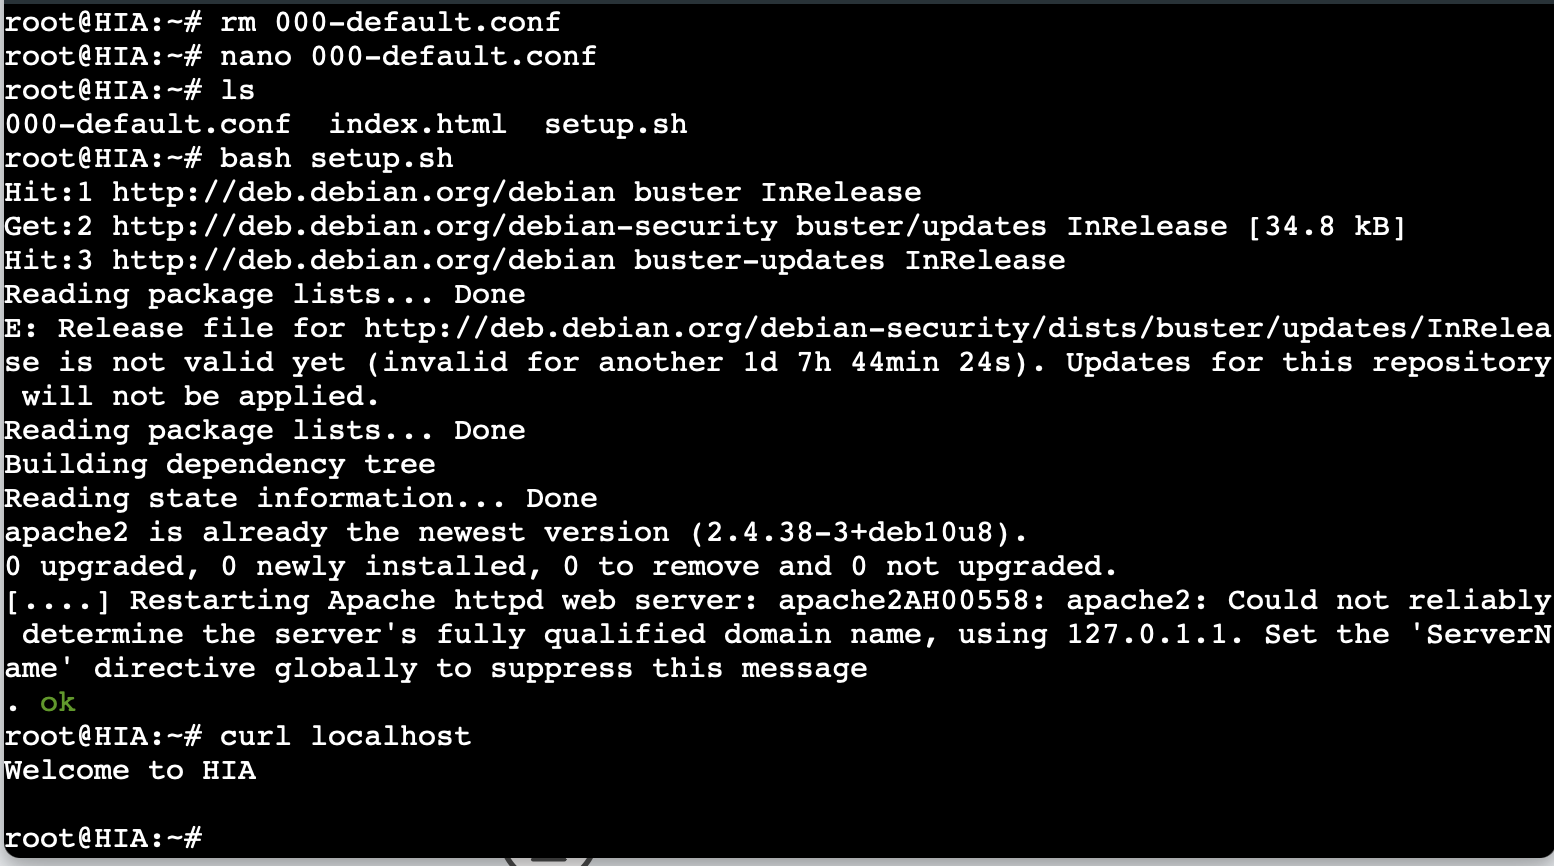 root@HIA:~# rm 000-default.conf
root@HIA:~# nano 000-default.conf
root@HIA:~# ls
000-default.conf  index.html  setup.sh
root@HIA:~# bash setup.sh
Hit:1 http://deb.debian.org/debian buster InRelease
Get:2 http://deb.debian.org/debian-security buster/updates InRelease [34.8 kB]
Hit:3 http://deb.debian.org/debian buster-updates InRelease
Reading package lists... Done
E: Release file for http://deb.debian.org/debian-security/dists/buster/updates/InRelea
se is not valid yet (invalid for another 1d 7h 44min 24s). Updates for this repository
 will not be applied.
Reading package lists... Done
Building dependency tree
Reading state information... Done
apache2 is already the newest version (2.4.38-3+deb10u8).
0 upgraded, 0 newly installed, 0 to remove and 0 not upgraded.
[....] Restarting Apache httpd web server: apache2AH00558: apache2: Could not reliably
 determine the server's fully qualified domain name, using 127.0.1.1. Set the 'ServerN
ame' directive globally to suppress this message
. ok
root@HIA:~# curl localhost
Welcome to HIA
root@HIA:~#